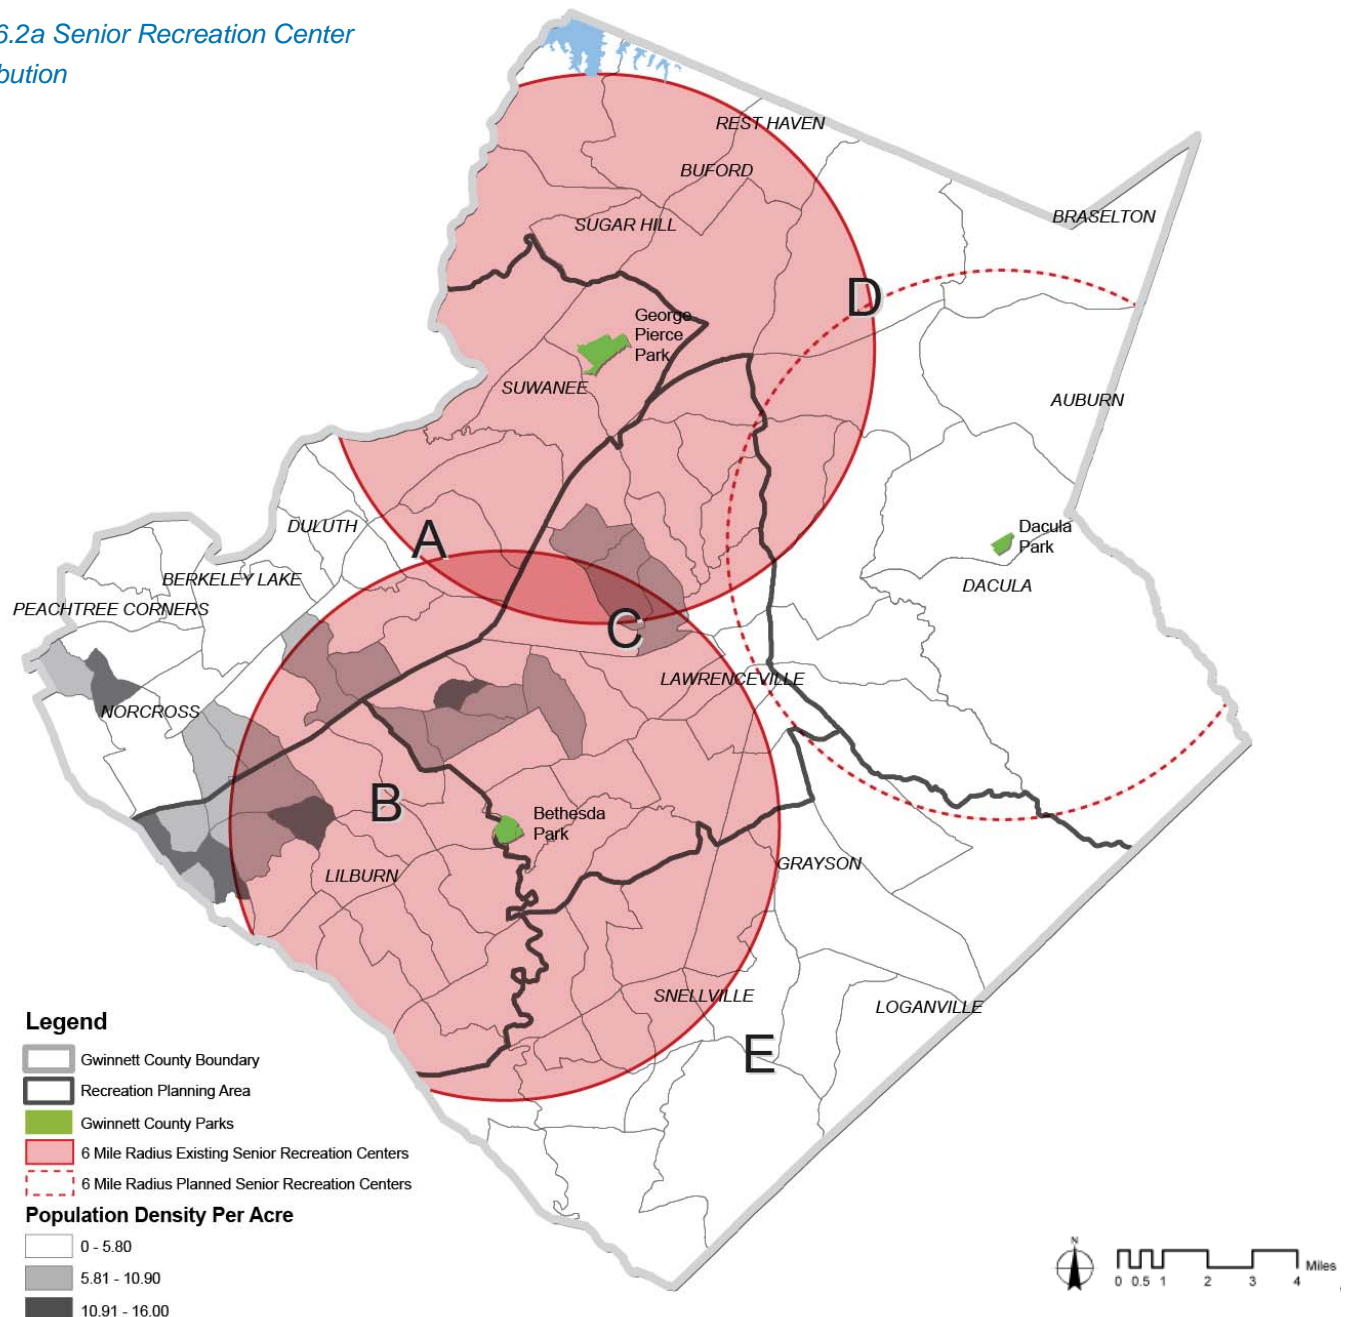 6.2a Senior Recreation Center
bution
REST HAVEN
BUFORD
BRASELTON
SUGAR HILL
D
George
Pierce
Park
SUWANEE
AUBURN
DULUTH
A
Dacula
Park
BERKELEY LAKE
DACULA
PEACHTREE CORNERS
C
LAWRENCEVILLE
NORCROSS
B
Bethesda
Park
GRAYSON
LILBURN
SNELLVILLE
LOGANVILLE
E
Legend
Gwinnett County Boundary
Recreation Planning Area
Gwinnett County Parks
6 Mile Radius Existing Senior Recreation Centers
6 Mile Radius Planned Senior Recreation Centers
Population Density Per Acre
0 - 5.80
5.81 - 10.90
10.91 - 16.00
N
Miles
0 0.5 1 2 3 4